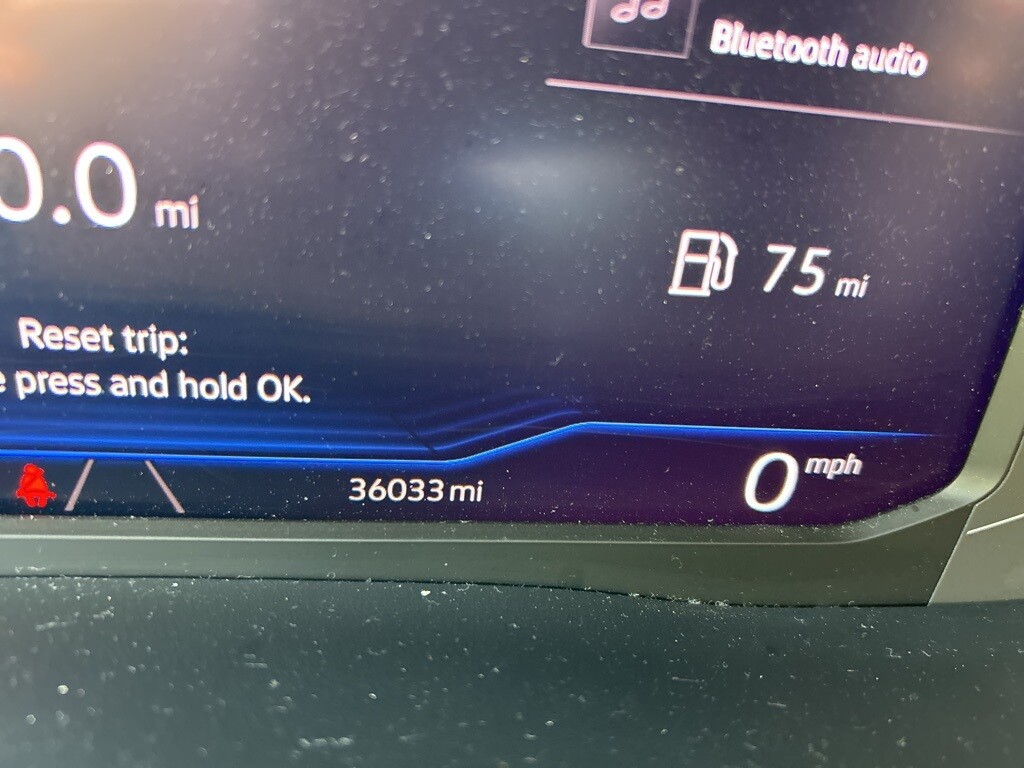 Bluetooth audio
0.0 mi
75 mi
Reset trip:
press and hold OK.
36033 mi
0 mph